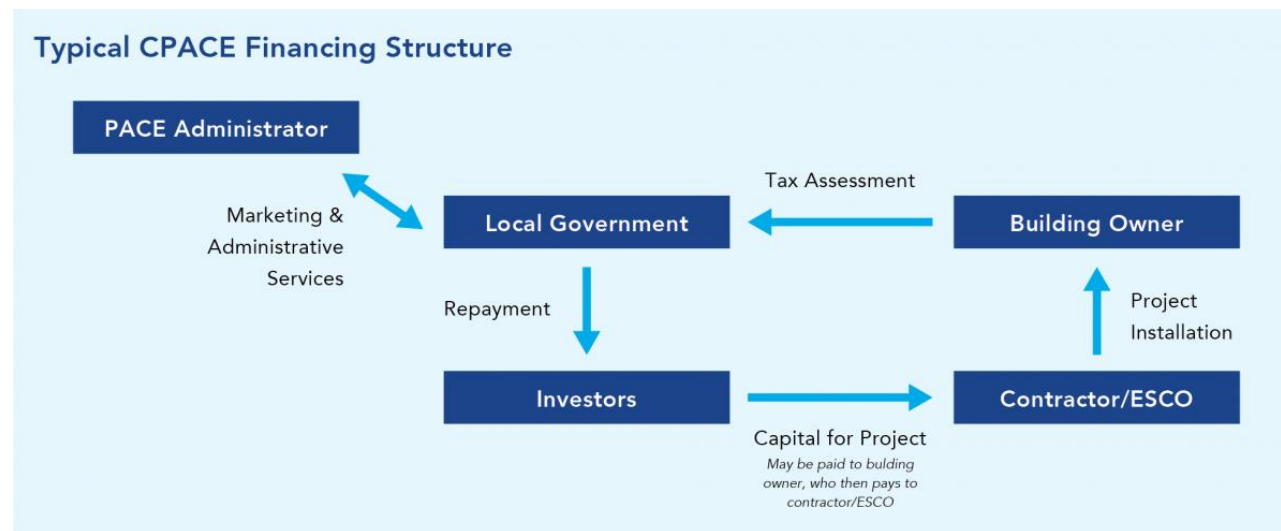 Typical CPACE Financing Structure
PACE Administrator
Marketing &
Administrative
Services
Local Government
Tax Assessment
Building Owner
Repayment
Project
Installation
Investors
Capital for Project
May be paid to bulding
owner, who then pays to
contractor/ESCO
Contractor/ESCO